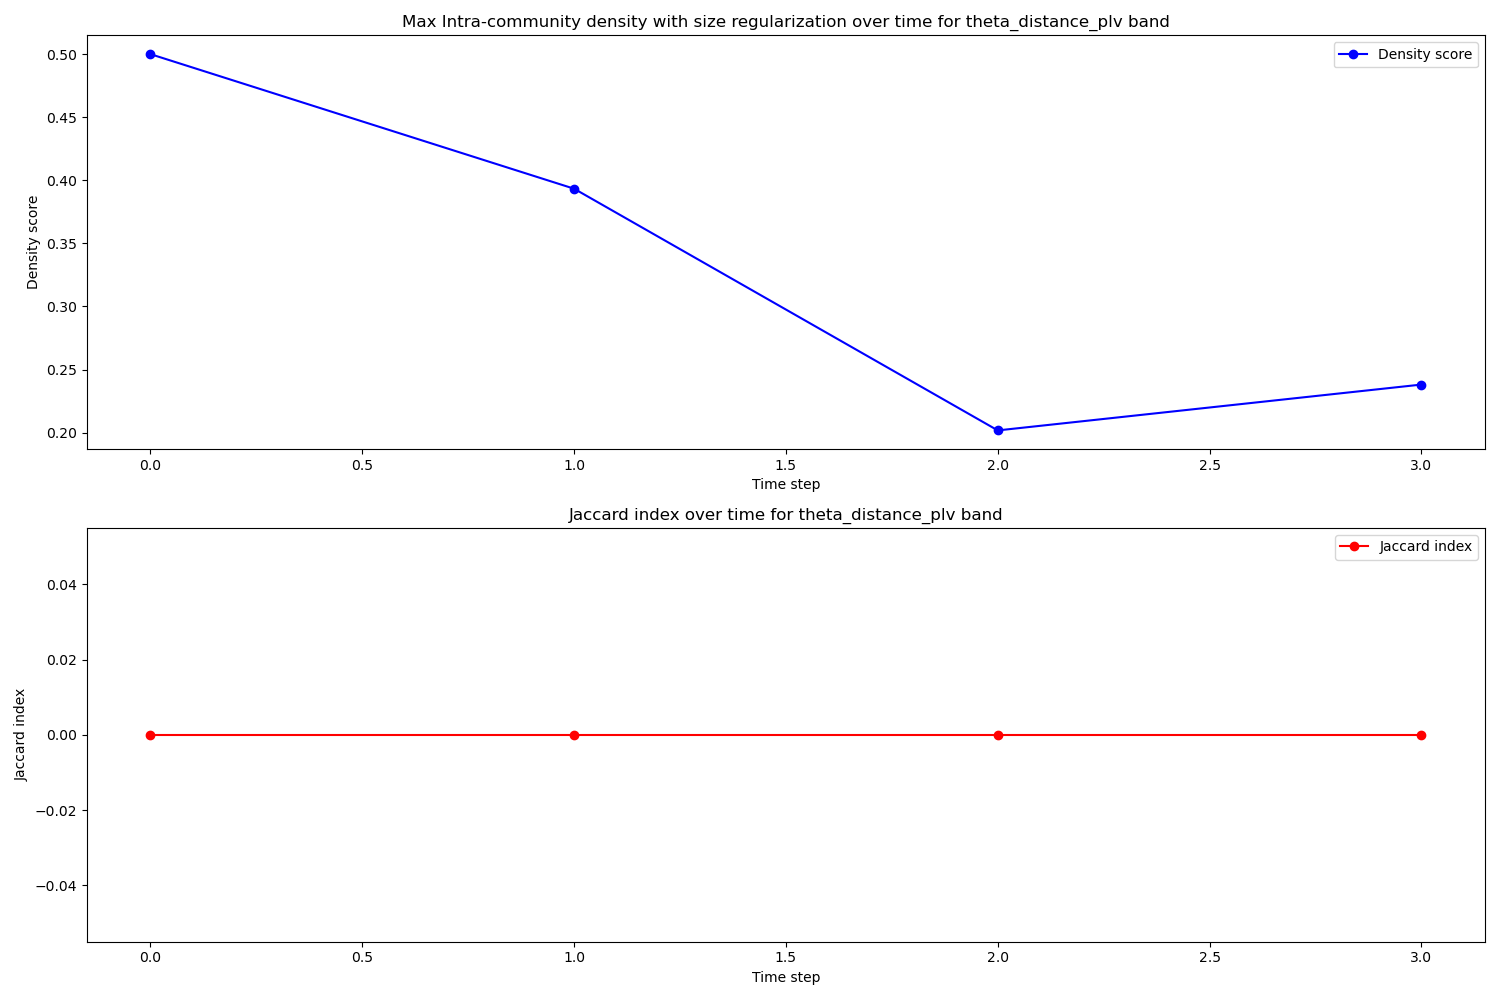 Max Intra-community density with size regularization over time for theta_distance_plv band
Density score
0.50
0.45
0.40
0.35
0.30
0.25
0.20
Density score
0.0 0.5 1.0 1.5 2.0 2.5 3.0
Time step
Jaccard index over time for theta_distance_plv band
Jaccard index
0.04
0.02
0.00
−0.02
−0.04
Jaccard index
0.0 0.5 1.0 1.5 2.0 2.5 3.0
Time step